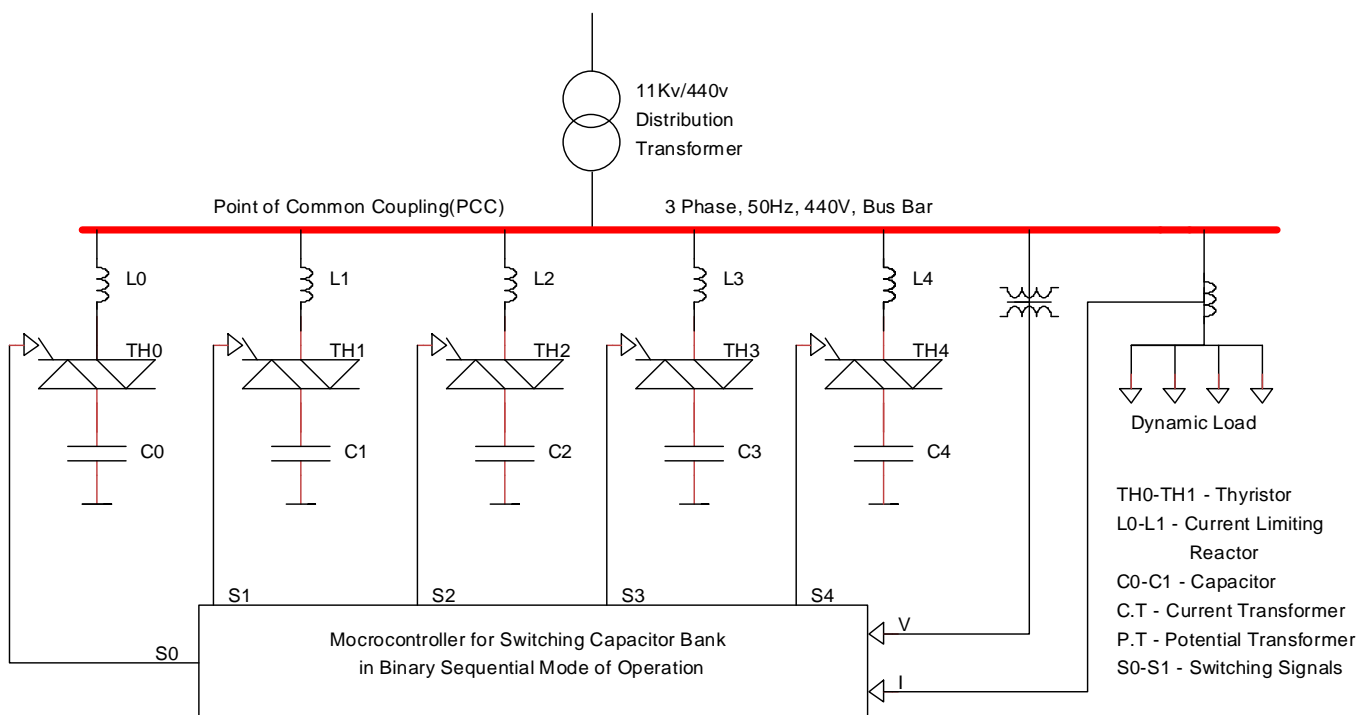 11Kv/440v
Distribution
Transformer
Point of Common Coupling(PCC)
3 Phase, 50Hz, 440V, Bus Bar
L0
L1
L2
L3
L4
TH0
TH1
TH2
TH3
TH4
C0
C1
C2
C3
C4
Dynamic Load
TH0-TH1 - Thyristor
L0-L1 - Current Limiting
Reactor
C0-C1 - Capacitor
C.T - Current Transformer
P.T - Potential Transformer
S0-S1 - Switching Signals
S0
S1
S2
S3
S4
V
I
Mocrocontroller for Switching Capacitor Bank
in Binary Sequential Mode of Operation